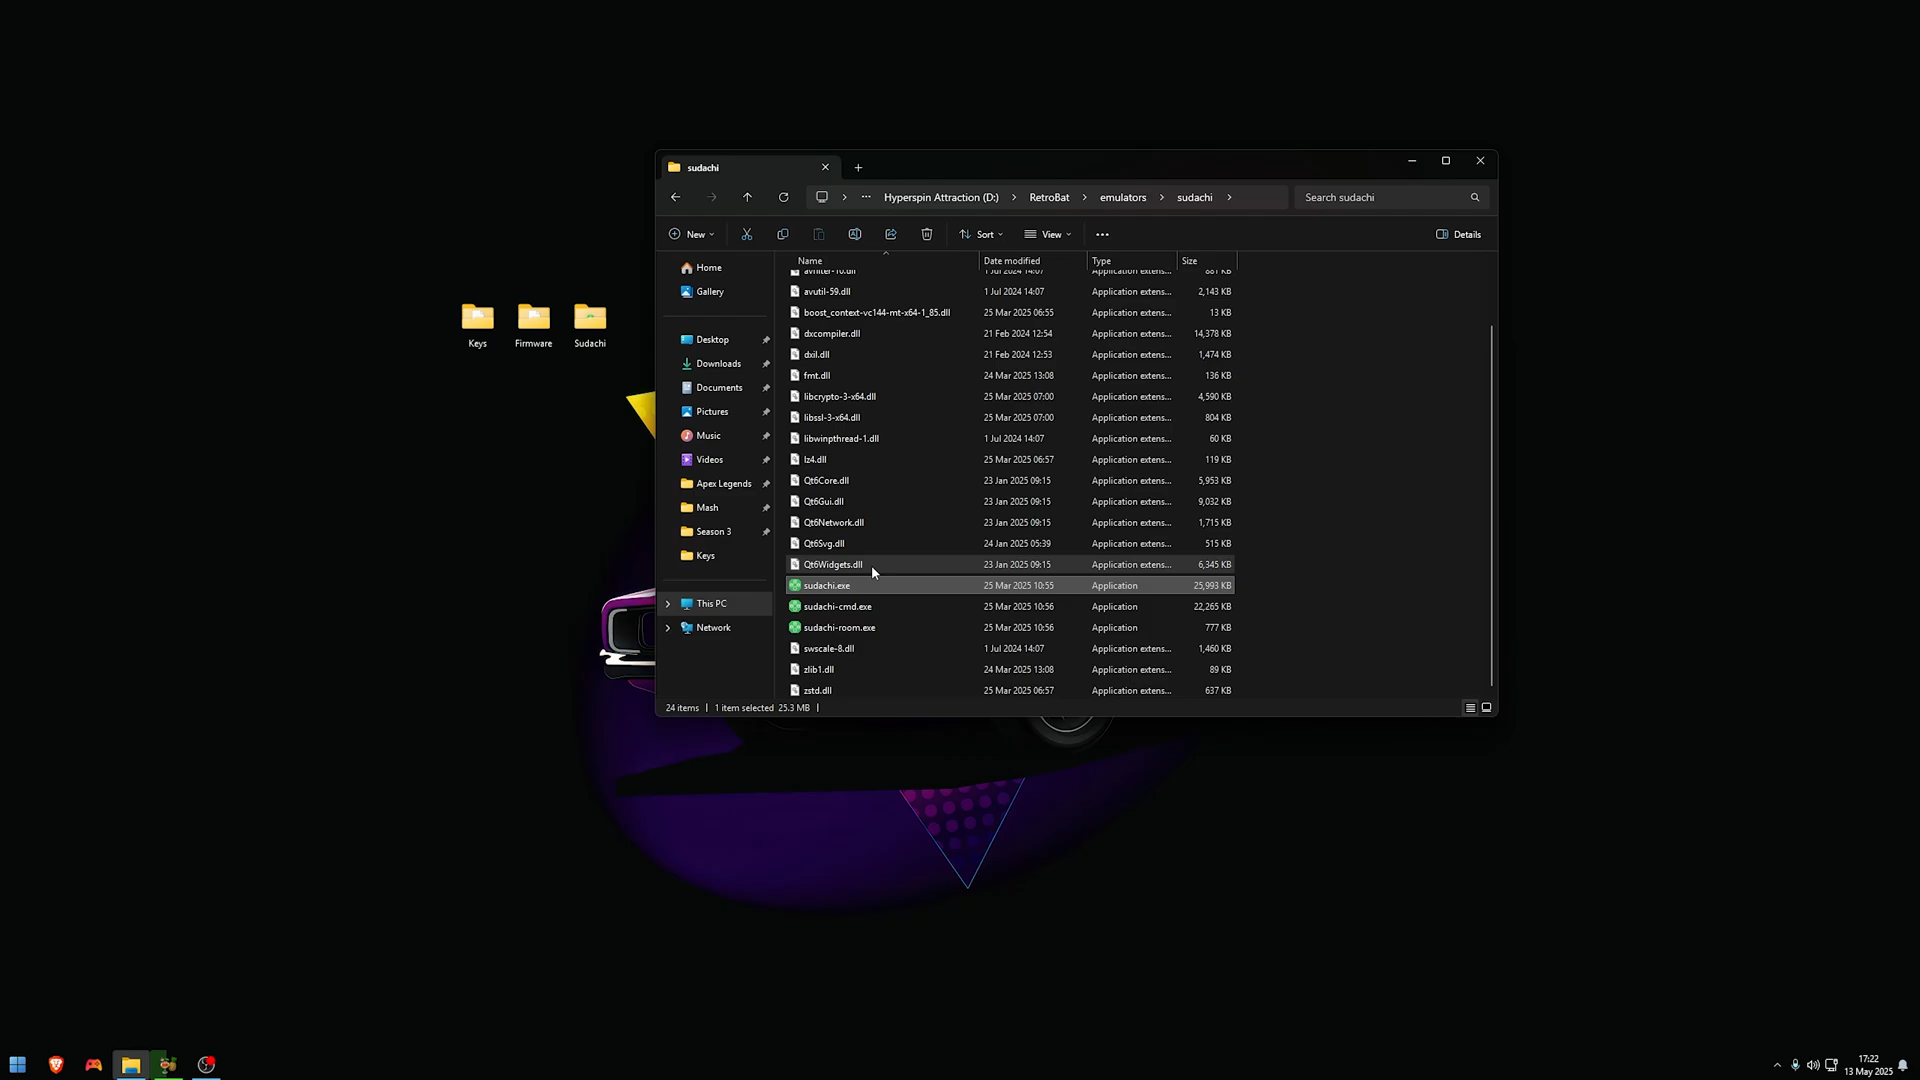 sudachi
Hyperspin Attraction (D:) RetroBat emulators sudachi Search sudachi
New Sort View Details
Name Date modified Type Size
Home
Gallery
Desktop
Downloads
Documents
Pictures
Music
Videos
Apex Legends
Mash
Season 3
Keys
This PC
Network
1 Jul 2024 14:07 Application extens... 881 KB
avutil-59.dll 1 Jul 2024 14:07 Application extens... 2,143 KB
boost_context-vc144-mt-x64-1_85.dll 25 Mar 2025 06:55 Application extens... 13 KB
dxcompiler.dll 21 Feb 2024 12:54 Application extens... 14,378 KB
dxil.dll 21 Feb 2024 12:53 Application extens... 1,474 KB
fmt.dll 24 Mar 2025 13:08 Application extens... 136 KB
libcrypto-3-x64.dll 25 Mar 2025 07:00 Application extens... 4,590 KB
libssl-3-x64.dll 25 Mar 2025 07:00 Application extens... 804 KB
libwinpthread-1.dll 1 Jul 2024 14:07 Application extens... 60 KB
lz4.dll 25 Mar 2025 06:57 Application extens... 119 KB
Qt6Core.dll 23 Jan 2025 09:15 Application extens... 5,953 KB
Qt6Gui.dll 23 Jan 2025 09:15 Application extens... 9,032 KB
Qt6Network.dll 23 Jan 2025 09:15 Application extens... 1,715 KB
Qt6Svg.dll 24 Jan 2025 05:39 Application extens... 515 KB
Qt6Widgets.dll 23 Jan 2025 09:15 Application extens... 6,345 KB
sudachi.exe 25 Mar 2025 10:55 Application 25,993 KB
sudachi-cmd.exe 25 Mar 2025 10:56 Application 22,265 KB
sudachi-room.exe 25 Mar 2025 10:56 Application 777 KB
swscale-8.dll 1 Jul 2024 14:07 Application extens... 1,460 KB
zlib1.dll 24 Mar 2025 13:08 Application extens... 89 KB
zstd.dll 25 Mar 2025 06:57 Application extens... 637 KB
24 items 1 item selected 25.3 MB
Keys Firmware Sudachi
17:22
13 May 2025